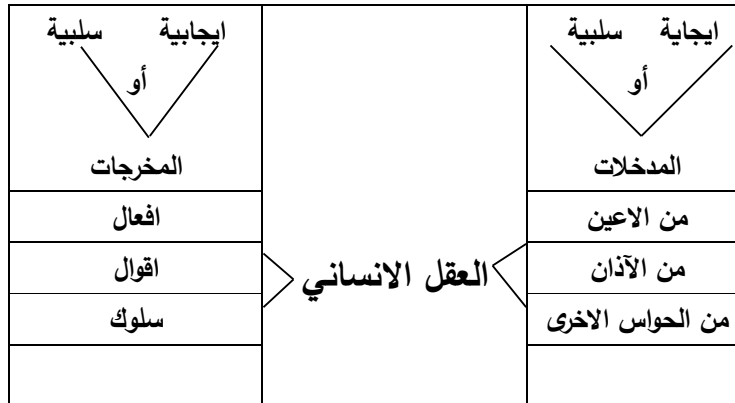 ايجاية سلبية
أو
المدخلات
من الاعين
من الآذان
من الحواس الاخرى
العقل الانساني
ايجابية سلبية
أو
المخرجات
افعال
اقوال
سلوك